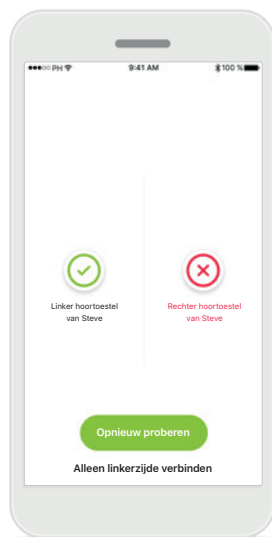 PH 9:41 AM 100 %
Linker hoortoestel
van Steve
Rechter hoortoestel
van Steve
Opnieuw proberen
Alleen linkerzijde verbinden